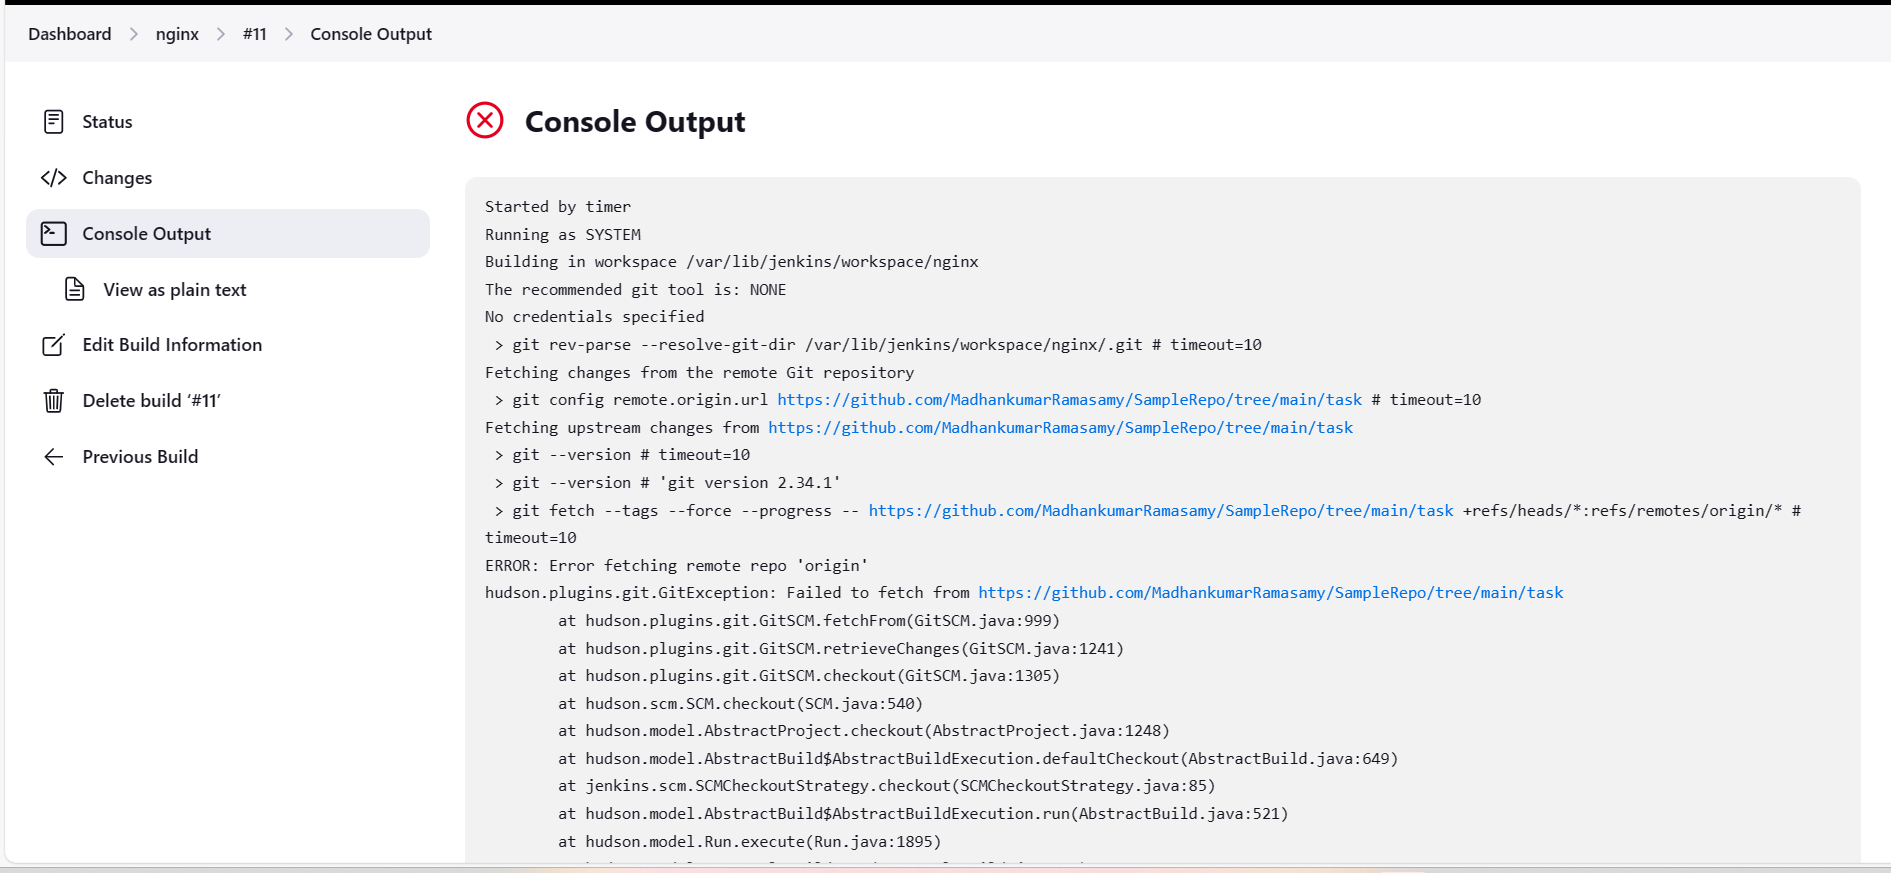 Dashboard > nginx > #11 > Console Output
Status
Changes
Console Output
View as plain text
Edit Build Information
Delete build ‘#11’
Previous Build
Console Output
Started by timer
Running as SYSTEM
Building in workspace /var/lib/jenkins/workspace/nginx
The recommended git tool is: NONE
No credentials specified
 > git rev-parse --resolve-git-dir /var/lib/jenkins/workspace/nginx/.git # timeout=10
Fetching changes from the remote Git repository
 > git config remote.origin.url https://github.com/MadhankumarRamasamy/SampleRepo/tree/main/task # timeout=10
Fetching upstream changes from https://github.com/MadhankumarRamasamy/SampleRepo/tree/main/task
 > git --version # timeout=10
 > git --version # 'git version 2.34.1'
 > git fetch --tags --force --progress -- https://github.com/MadhankumarRamasamy/SampleRepo/tree/main/task +refs/heads/*:refs/remotes/origin/* #
timeout=10
ERROR: Error fetching remote repo 'origin'
hudson.plugins.git.GitException: Failed to fetch from https://github.com/MadhankumarRamasamy/SampleRepo/tree/main/task
	at hudson.plugins.git.GitSCM.fetchFrom(GitSCM.java:999)
	at hudson.plugins.git.GitSCM.retrieveChanges(GitSCM.java:1241)
	at hudson.plugins.git.GitSCM.checkout(GitSCM.java:1305)
	at hudson.scm.SCM.checkout(SCM.java:540)
	at hudson.model.AbstractProject.checkout(AbstractProject.java:1248)
	at hudson.model.AbstractBuild$AbstractBuildExecution.defaultCheckout(AbstractBuild.java:649)
	at jenkins.scm.SCMCheckoutStrategy.checkout(SCMCheckoutStrategy.java:85)
	at hudson.model.AbstractBuild$AbstractBuildExecution.run(AbstractBuild.java:521)
	at hudson.model.Run.execute(Run.java:1895)